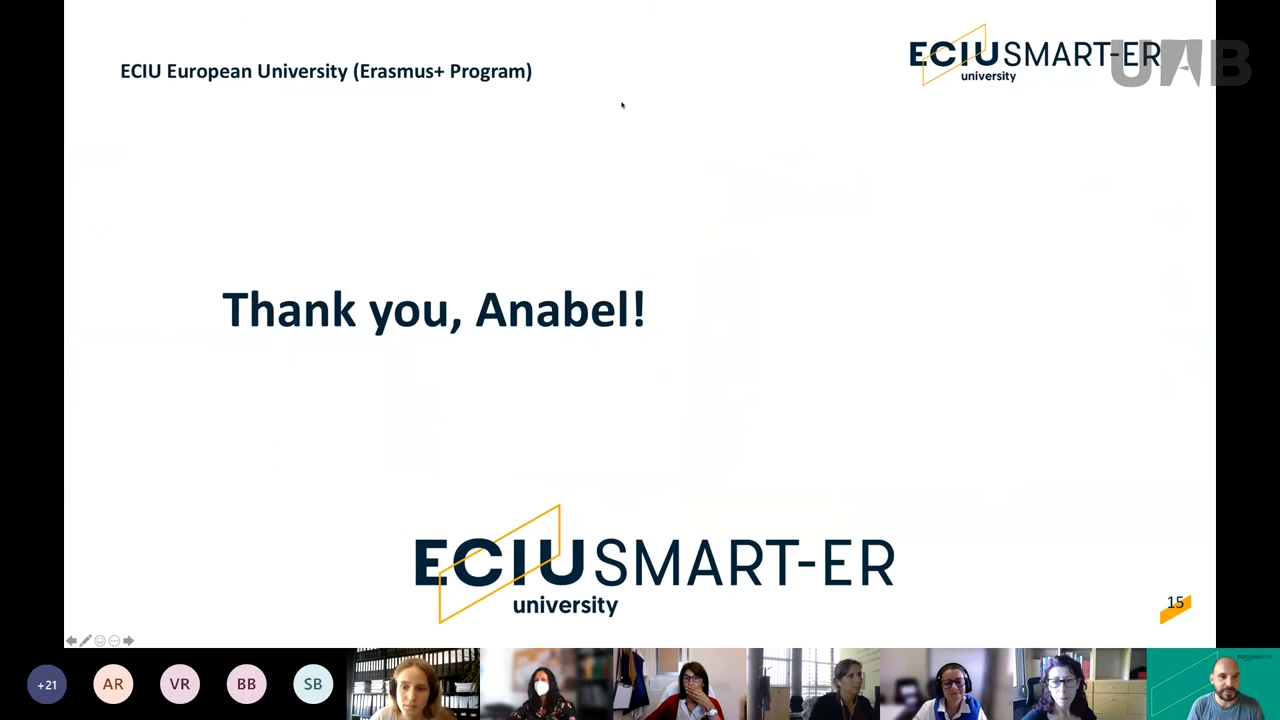 ECIU European University (Erasmus+ Program)
ECIU SMART-ER
university
UAB
Thank you, Anabel!
ECIU SMART-ER
university
15
+21
AR
VR
BB
SB